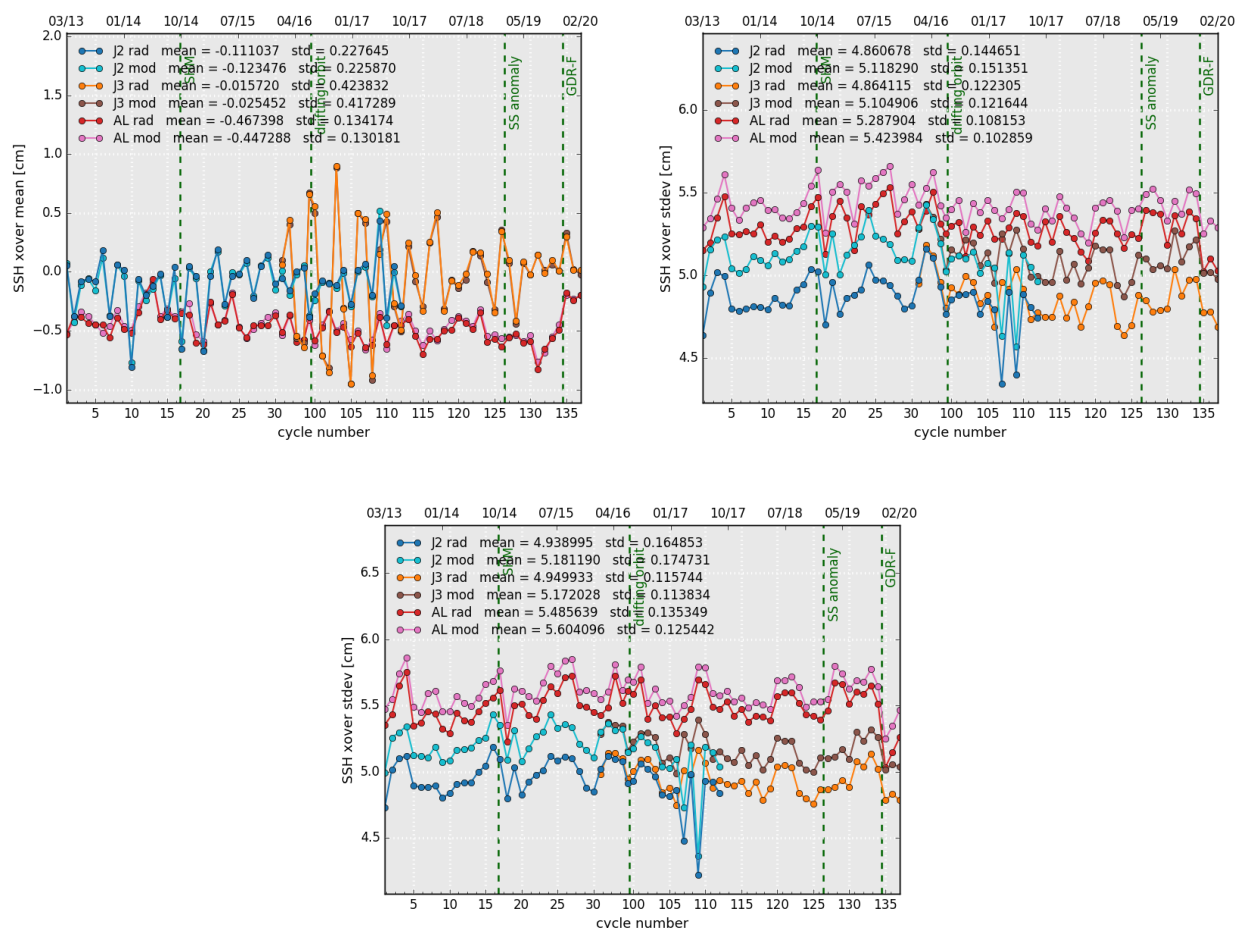 03/13 01/14 10/14 07/15 04/16 01/17 10/17 07/18 05/19 02/20
2.0
1.5
1.0
0.5
0.0
−0.5
−1.0
SSH xover mean [cm]
J2 rad mean = -0.111037 std = 0.227645
J2 mod mean = -0.123476 std = 0.225870
J3 rad mean = -0.015720 std = 0.423832
J3 mod mean = -0.025452 std = 0.417289
AL rad mean = -0.467398 std = 0.134174
AL mod mean = -0.447288 std = 0.130181
drifting orbit
SS anomaly
GDR-F
5 10 15 20 25 30 100 105 110 115 120 125 135
cycle number
03/13 01/14 10/14 07/15 04/16 01/17 10/17 07/18 05/19 02/20
6.0
5.5
5.0
4.5
SSH xover stdev [cm]
J2 rad mean = 4.860678 std = 0.144651
J2 mod mean = 5.118290 std = 0.151351
J3 rad mean = 4.864115 std = 0.122305
J3 mod mean = 5.104906 std = 0.121644
AL rad mean = 5.287904 std = 0.108153
AL mod mean = 5.423984 std = 0.102859
drifting orbit
SS anomaly
GDR-F
5 10 15 20 25 30 100 105 110 115 120 125 130 135
cycle number
03/13 01/14 10/14 07/15 04/16 01/17 10/17 07/18 05/19 02/20
6.5
6.0
5.5
5.0
4.5
SSH xover stdev [cm]
J2 rad mean = 4.938995 std = 0.164853
J2 mod mean = 5.181190 std = 0.174731
J3 rad mean = 4.949933 std = 0.115744
J3 mod mean = 5.172028 std = 0.113834
AL rad mean = 5.485639 std = 0.135349
AL mod mean = 5.604096 std = 0.125442
drifting orbit
SS anomaly
GDR-F
5 10 15 20 25 30 100 105 110 115 120 125 130 135
cycle number